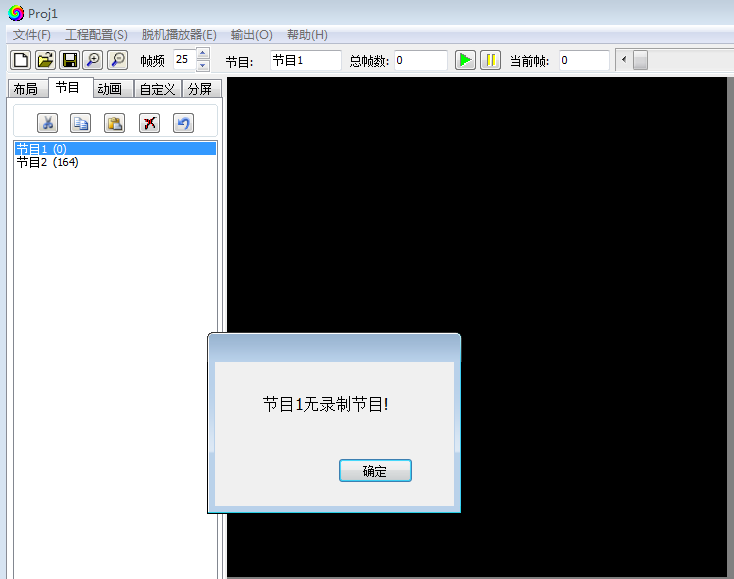 Proj1
文件(F) 工程配置(S) 脱机播放器(E) 输出(O) 帮助(H)
帧频 25 节目: 节目1 总帧数: 0 当前帧: 0
布局 节目 动画 自定义 分屏
节目1 (0)
节目2 (164)
节目1无录制节目!
确定